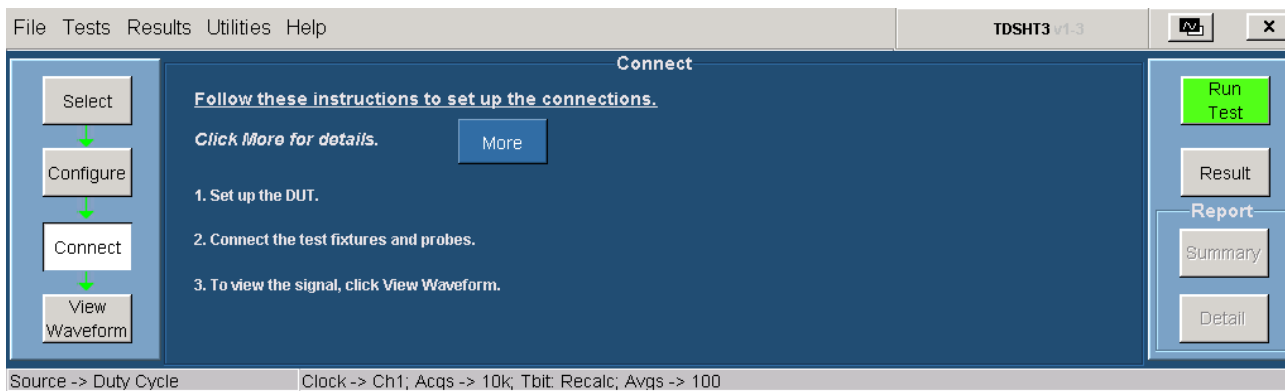 File Tests Results Utilities Help
TDSHT3 v1-3
x
Connect
Select
Configure
Connect
View
Waveform
Follow these instructions to set up the connections.
Click More for details.
More
1. Set up the DUT.
2. Connect the test fixtures and probes.
3. To view the signal, click View Waveform.
Run
Test
Result
Report
Summary
Detail
Source -> Duty Cycle
Clock -> Ch1; Acqs -> 10k; Tbit: Recalc; Avgs -> 100